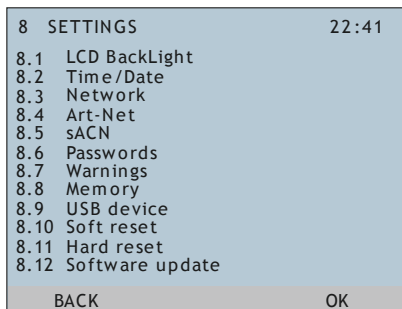 8 SETTINGS 22:41
8.1 LCD BackLight
8.2 Time/Date
8.3 Network
8.4 Art-Net
8.5 sACN
8.6 Passwords
8.7 Warnings
8.8 Memory
8.9 USB device
8.10 Soft reset
8.11 Hard reset
8.12 Software update
BACK OK